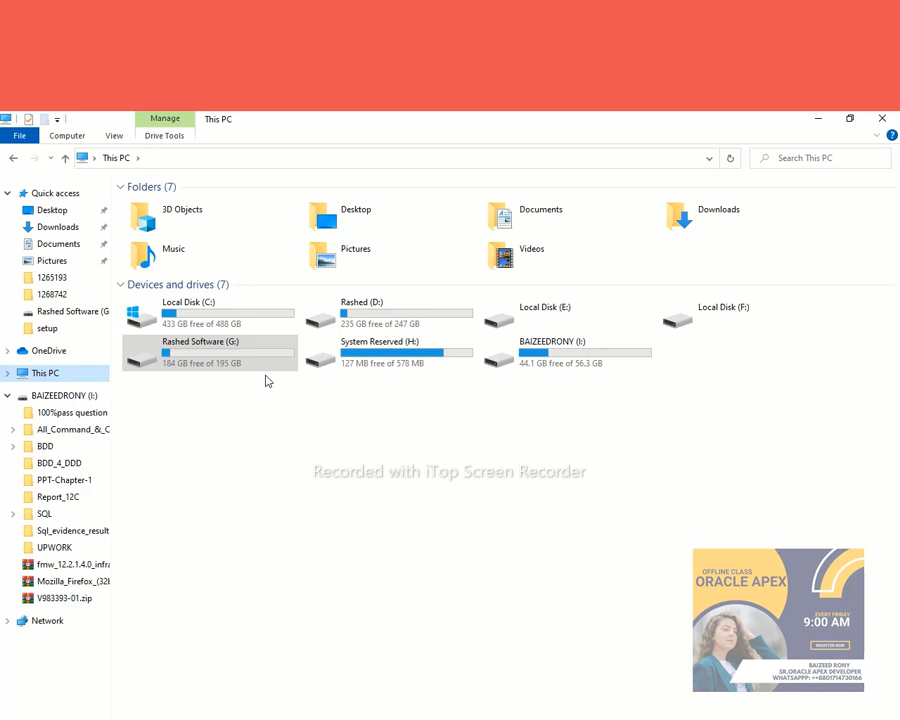 Manage
This PC
File
Computer
View
Drive Tools
This PC
Search This PC
Quick access
Desktop
Downloads
Documents
Pictures
1265193
1268742
Rashed Software (G:
setup
OneDrive
This PC
BAIZEEDRONY (I:)
100%pass question
All_Command_&_C
BDD
BDD_4_DDD
PPT-Chapter-1
Report_12C
SQL
Sql_evidence_result
UPWORK
fmw_12.2.1.4.0_infra
Mozilla_Firefox_(32b
V983393-01.zip
Network
Folders (7)
3D Objects
Desktop
Documents
Downloads
Music
Pictures
Videos
Devices and drives (7)
Local Disk (C:)
433 GB free of 488 GB
Rashed (D:)
235 GB free of 247 GB
Local Disk (E:)
Local Disk (F:)
Rashed Software (G:)
184 GB free of 195 GB
System Reserved (H:)
127 MB free of 578 MB
BAIZEEDRONY (I:)
44.1 GB free of 56.3 GB
Recorded with iTop Screen Recorder
OFFLINE CLASS
ORACLE APEX
EVERY FRIDAY
9:00 AM
REGISTER NOW
BAIZEED RONY
SR.ORACLE APEX DEVELOPER
WHATSAPPP: ++8801714730166